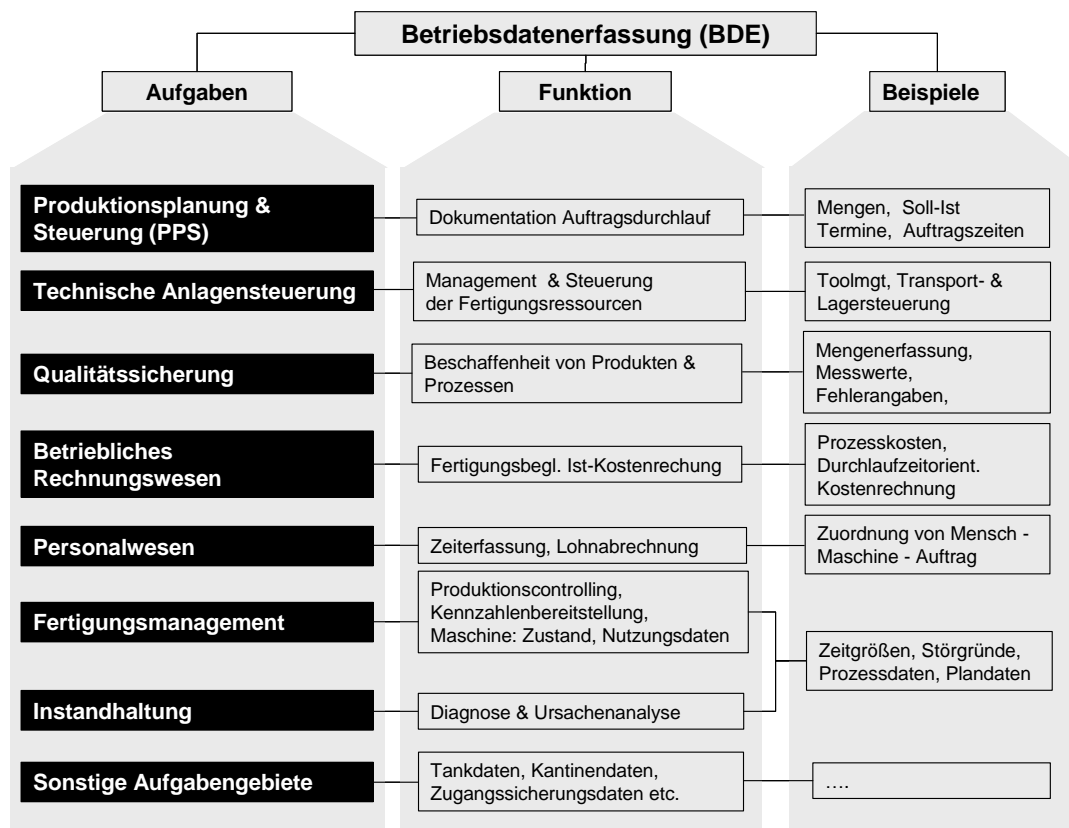 Betriebsdatenerfassung (BDE)
Aufgaben
Funktion
Beispiele
Produktionsplanung &
Steuerung (PPS)
Dokumentation Auftragsdurchlauf
Mengen, Soll-Ist
Termine, Auftragszeiten
Technische Anlagensteuerung
Management & Steuerung
der Fertigungsressourcen
Toolmgt, Transport- &
Lagersteuerung
Qualitätssicherung
Beschaffenheit von Produkten &
Prozessen
Mengenerfassung,
Messwerte,
Fehlerangaben,
Betriebliches
Rechnungswesen
Fertigungsbegl. Ist-Kostenrechung
Prozesskosten,
Durchlaufzeitorient.
Kostenrechnung
Personalwesen
Zeiterfassung, Lohnabrechnung
Zuordnung von Mensch -
Maschine - Auftrag
Fertigungsmanagement
Produktionscontrolling,
Kennzahlenbereitstellung,
Maschine: Zustand, Nutzungsdaten
Zeitgrößen, Störgründe,
Prozessdaten, Plandaten
Instandhaltung
Diagnose & Ursachenanalyse
Sonstige Aufgabengebiete
Tankdaten, Kantinendaten,
Zugangssicherungsdaten etc.
....